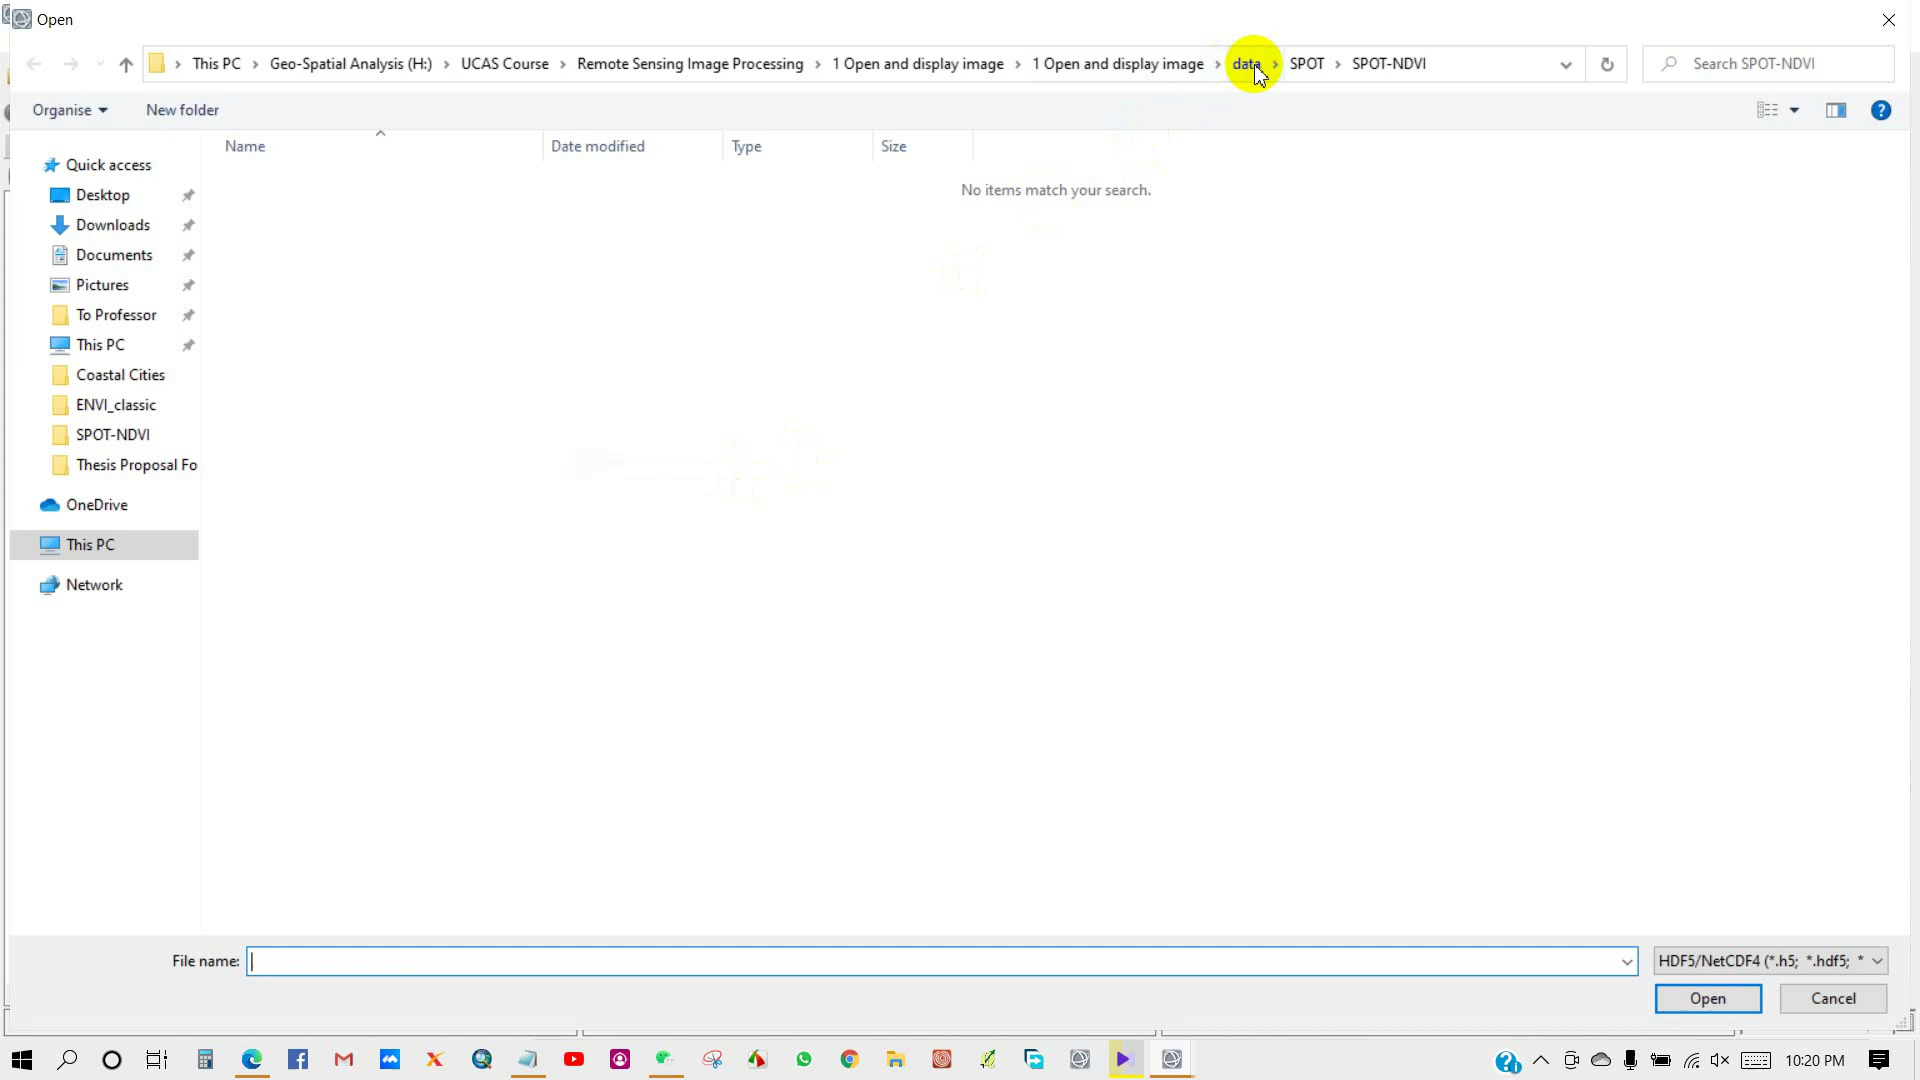 Open
This PC > Geo-Spatial Analysis (H:) > UCAS Course > Remote Sensing Image Processing > 1 Open and display image > 1 Open and display image > data > SPOT > SPOT-NDVI
Search SPOT-NDVI
Organise
New folder
Name
Date modified
Type
Size
No items match your search.
Quick access
Desktop
Downloads
Documents
Pictures
To Professor
This PC
Coastal Cities
ENVI_classic
SPOT-NDVI
Thesis Proposal Fo
OneDrive
This PC
Network
File name:
HDF5/NetCDF4 (*.h5; *.hdf5; *
Open
Cancel
10:20 PM